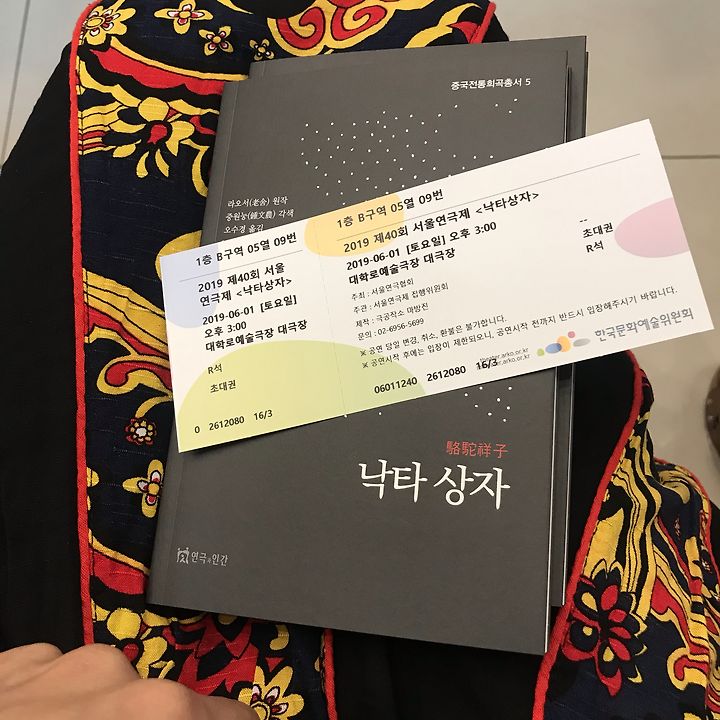 중국전통희곡총서 5
라오서(老舍) 원작
중원눙(鍾文農) 각색
오수경 옮김
1층 B구역 05열 09번
2019 제40회 서울
연극제 <낙타상자>
2019-06-01 [토요일]
오후 3:00
대학로예술극장 대극장
R석
초대권
0 2612080 16/3
1층 B구역 05열 09번
2019 제40회 서울연극제 <낙타상자>
2019-06-01 [토요일] 오후 3:00
대학로예술극장 대극장
--
초대권
R석
주최 : 서울연극협회
주관 : 서울연극제 집행위원회
제작 : 극공작소 마방진
문의 : 02-6956-5699
※ 공연 당일 변경, 취소, 환불은 불가합니다.
※ 공연시작 후에는 입장이 제한되오니, 공연시작 전까지 반드시 입장해주시기 바랍니다.
한국문화예술위원회
06011240 2612080 16/3
駱駝祥子
낙타 상자
연극과인간